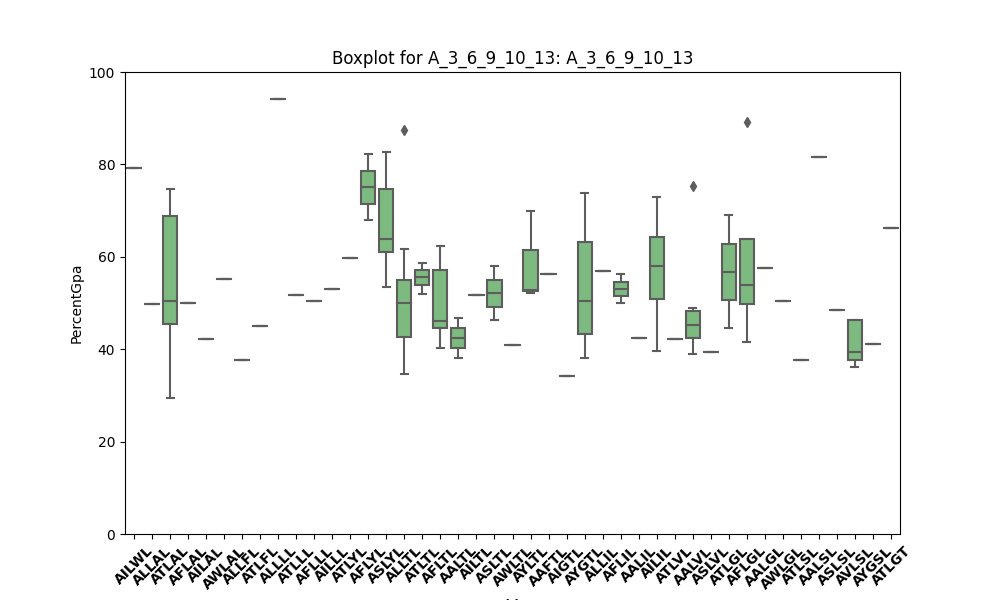 Boxplot for A_3_6_9_10_13: A_3_6_9_10_13
100
80
60
40
20
0
PercentGpa
AILWL
ALLAL
ATLAL
AFLAL
AILAL
AWLAL
ALLFL
ATLFL
ALLLL
ATLLL
AFLLL
AILLL
ATLYL
AFLYL
ASLYL
ALLTL
ATLTL
AFLTL
AALTL
AILTL
ASLTL
AWLTL
AYLTL
AAFTL
AIGTL
AYGTL
ALLIL
AFLIL
AALIL
AILIL
ATLVL
AALVL
ASLVL
ATLGL
AFLGL
AALGL
AWLGL
ATLSL
AALSL
ASLSL
AVLSL
AYGSL
ATLGT